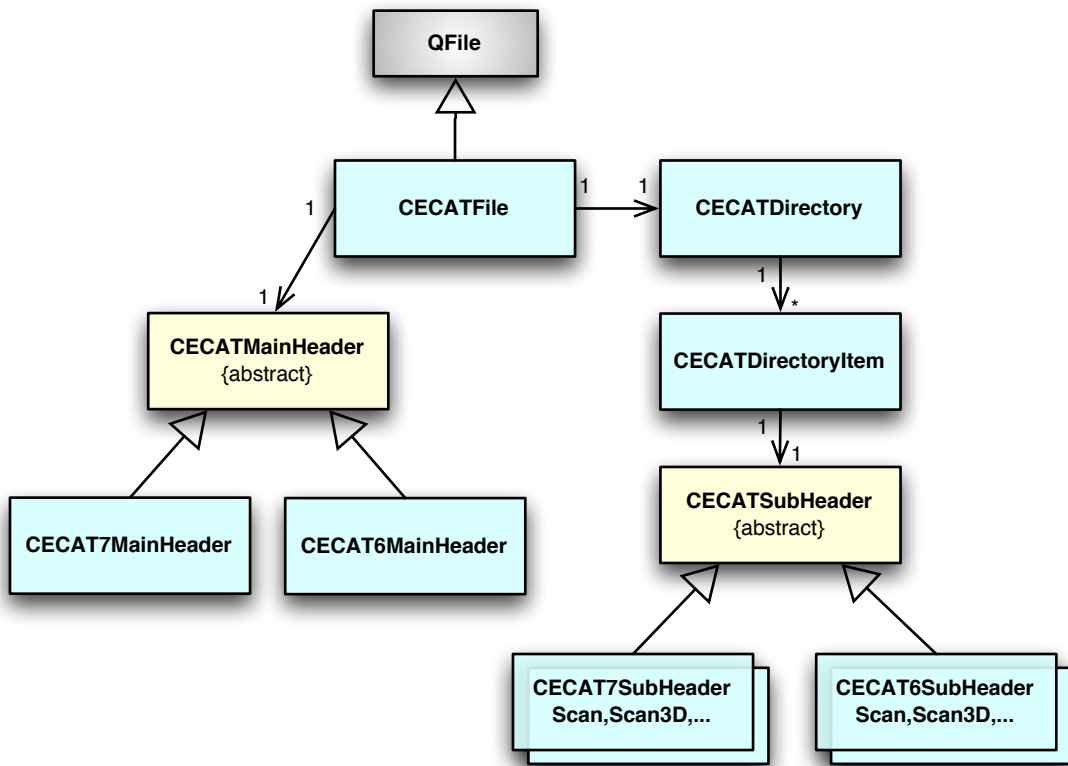 QFile
CECATFile
1
1
1
CECATDirectory
1
1
*
CECATMainHeader
{abstract}
CECATDirectoryItem
1
1
CECAT7MainHeader
CECAT6MainHeader
CECATSubHeader
{abstract}
CECAT7SubHeader
Scan,Scan3D,...
CECAT6SubHeader
Scan,Scan3D,...